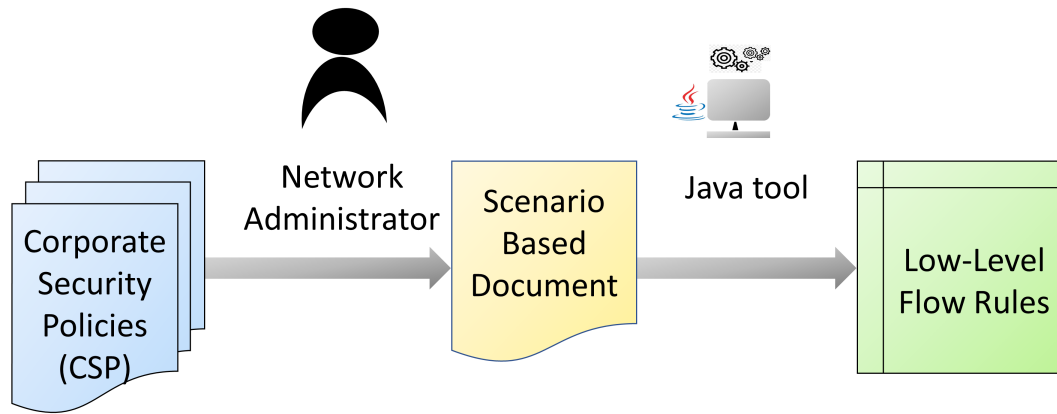 Corporate
Security
Policies
(CSP)
Network
Administrator
Scenario
Based
Document
Java tool
Low-Level
Flow Rules